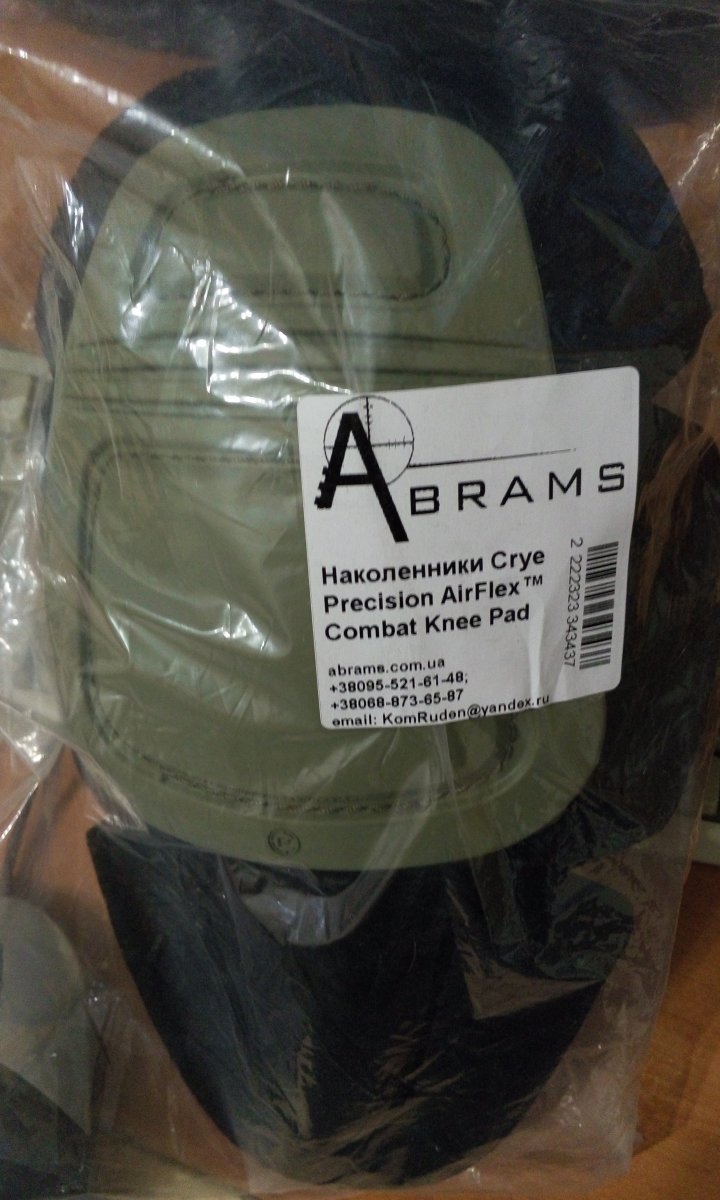 ABRAMS
Наколенники Crye
Precision AirFlex™
Combat Knee Pad
abrams.com.ua
+38095-521-61-48;
+38068-873-65-87
email: KomRuden@yandex.ru
2 222323 343437